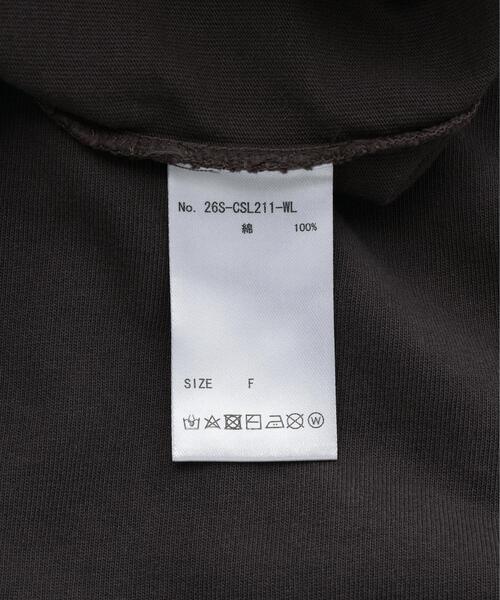 No. 26S-CSL211-WL
綿 100%
SIZE F
W